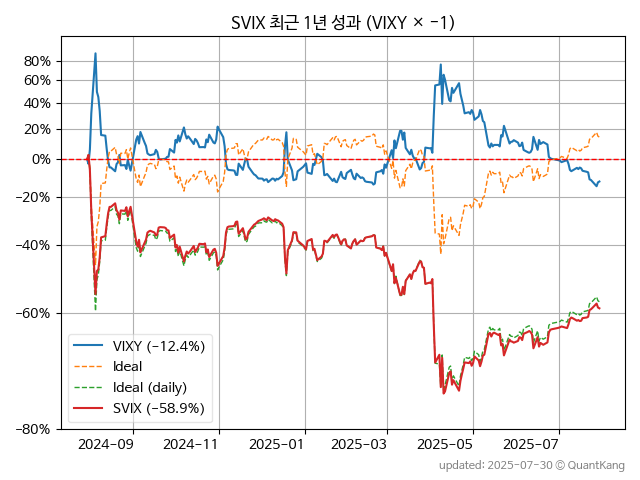 SVIX 최근 1년 성과 (VIXY × −1)
80%
60%
40%
20%
0%
−20%
−40%
−60%
−80%
VIXY (−12.4%)
Ideal
Ideal (daily)
SVIX (−58.9%)
2024−09 2024−11 2025−01 2025−03 2025−05 2025−07
updated: 2025-07-30 © QuantKang